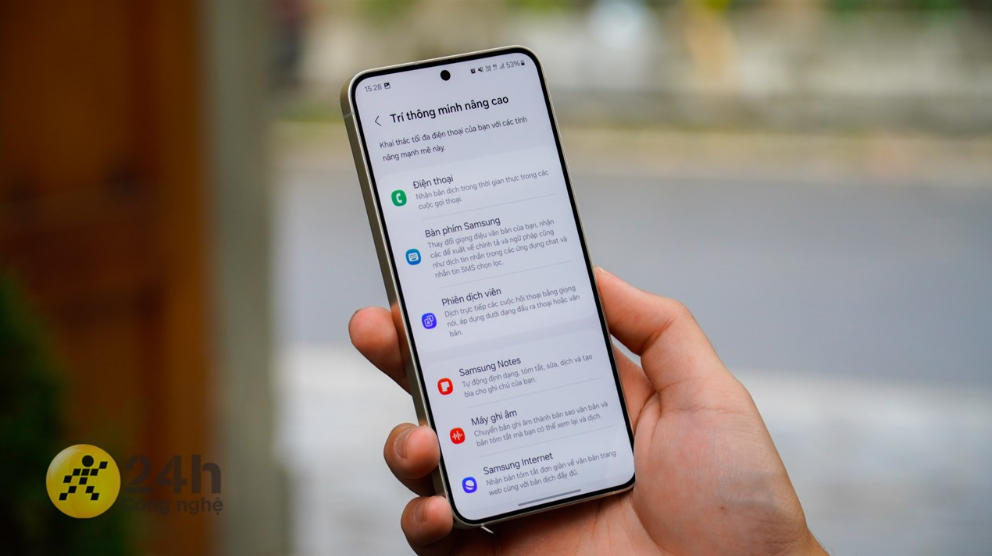 15:28
53%
Trí thông minh nâng cao
Khai thác tối đa điện thoại của bạn với các tính
năng mạnh mẽ này.
Điện thoại
Nhận bản dịch trong thời gian thực trong các
cuộc gọi thoại.
Bàn phím Samsung
Thay đổi giọng điệu văn bản của bạn, nhận
các đề xuất về chính tả và ngữ pháp cũng
như dịch tin nhắn trong các ứng dụng chat và
nhắn tin SMS chọn lọc.
Phiên dịch viên
Dịch trực tiếp các cuộc hội thoại bằng giọng
nói, áp dụng dưới dạng đầu ra thoại hoặc văn
bản.
Samsung Notes
Tự động định dạng, tóm tắt, sửa, dịch và tạo
bìa cho ghi chú của bạn.
Máy ghi âm
Chuyển bản ghi âm thành bản sao văn bản và
bản tóm tắt mà bạn có thể xem lại và dịch.
Samsung Internet
Nhận bản tóm tắt đơn giản về văn bản trang
web cùng với bản dịch đầy đủ.
24h
công nghệ